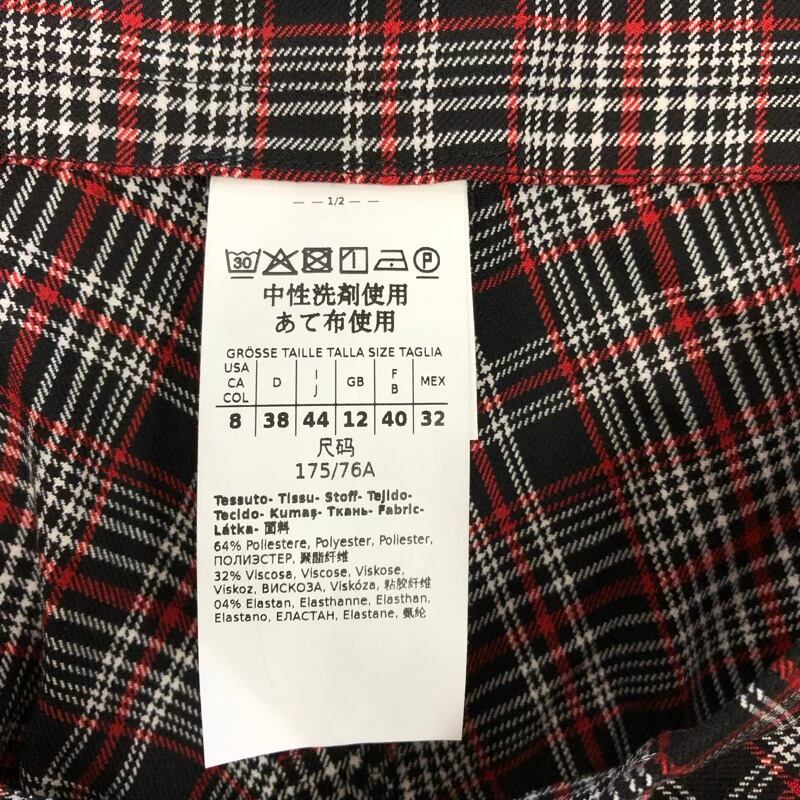 — — 1/2 — —
30 P
中性洗剤使用
あて布使用
GRÖSSE TAILLE TALLA SIZE TAGLIA
USA CA COL D I J GB F B MEX
8 38 44 12 40 32
尺码
175/76A
Tessuto- Tissu- Stoff- Tejido-
Tecido- Kumaş- Ткань- Fabric-
Látka- 面料
64% Poliestere, Polyester, Poliester,
ПОЛИЭСТЕР, 聚酯纤维
32% Viscosa, Viscose, Viskose,
Viskoz, ВИСКОЗА, Viskóza, 粘胶纤维
04% Elastan, Elasthanne, Elasthan,
Elastano, ЕЛАСТАН, Elastane, 氨纶